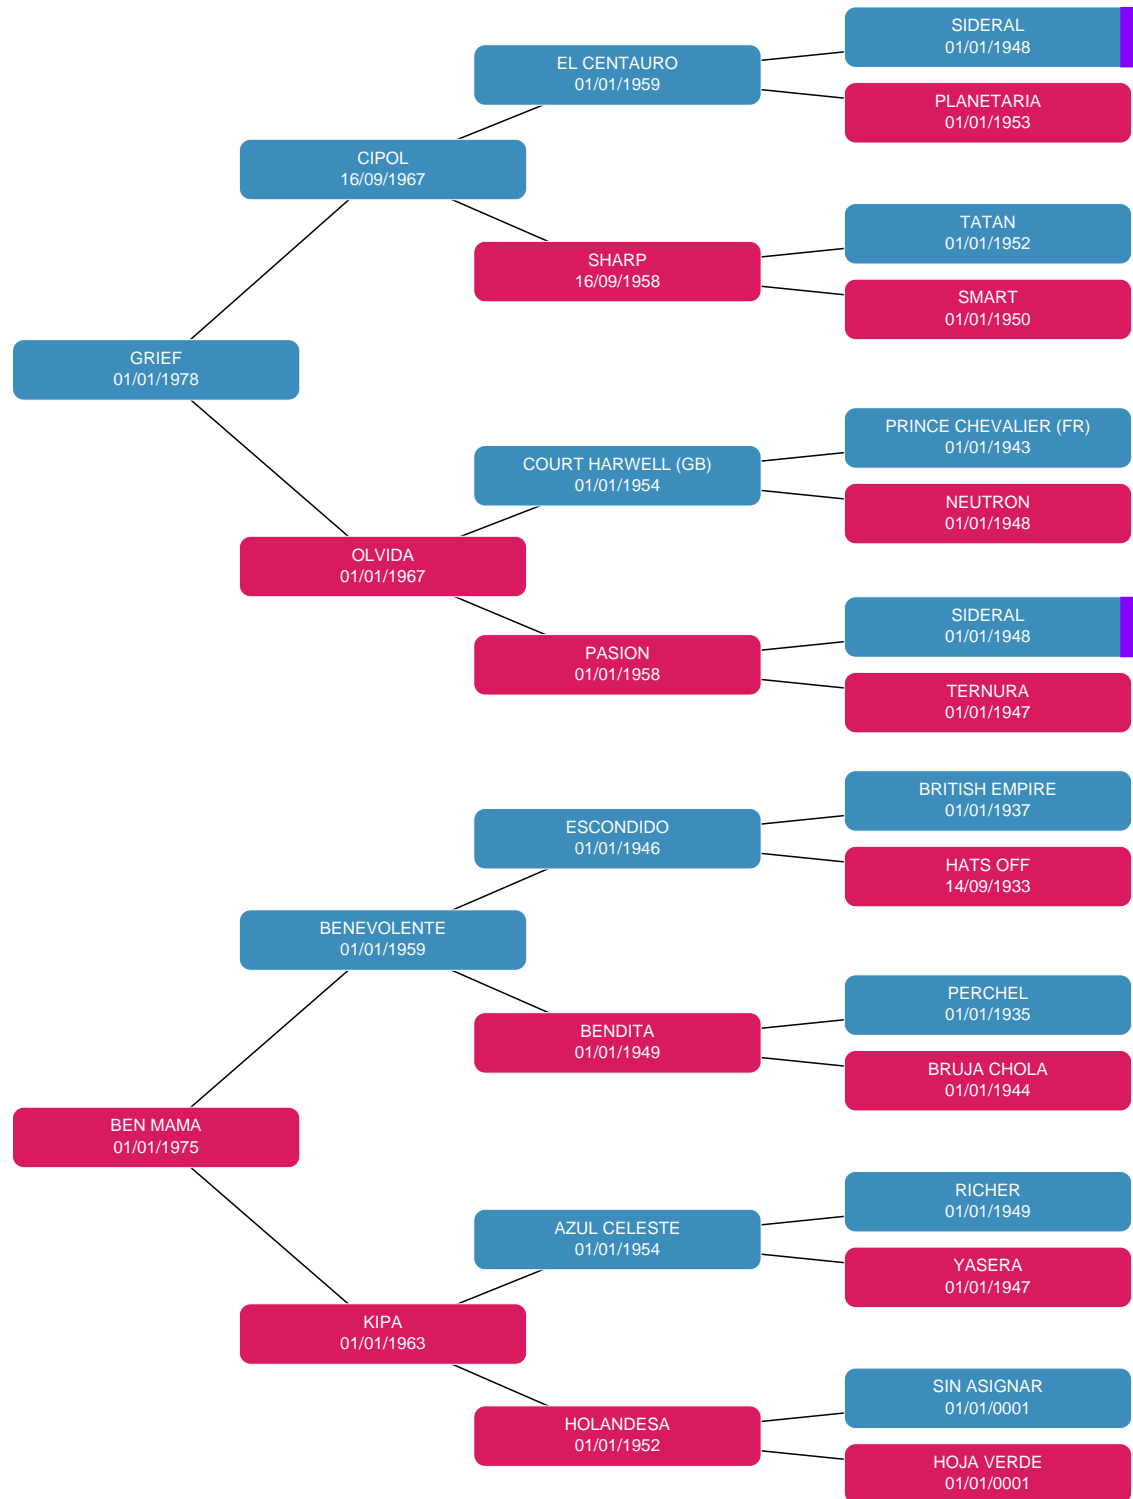 SIDERAL
01/01/1948
EL CENTAURO
01/01/1959
PLANETARIA
01/01/1953
CIPOL
16/09/1967
TATAN
01/01/1952
SHARP
16/09/1958
SMART
01/01/1950
GRIEF
01/01/1978
PRINCE CHEVALIER (FR)
01/01/1943
COURT HARWELL (GB)
01/01/1954
NEUTRON
01/01/1948
OLVIDA
01/01/1967
SIDERAL
01/01/1948
PASION
01/01/1958
TERNURA
01/01/1947
BRITISH EMPIRE
01/01/1937
ESCONDIDO
01/01/1946
HATS OFF
14/09/1933
BENEVOLENTE
01/01/1959
PERCHEL
01/01/1935
BENDITA
01/01/1949
BRUJA CHOLA
01/01/1944
BEN MAMA
01/01/1975
RICHER
01/01/1949
AZUL CELESTE
01/01/1954
YASERA
01/01/1947
KIPA
01/01/1963
SIN ASIGNAR
01/01/0001
HOLANDESA
01/01/1952
HOJA VERDE
01/01/0001